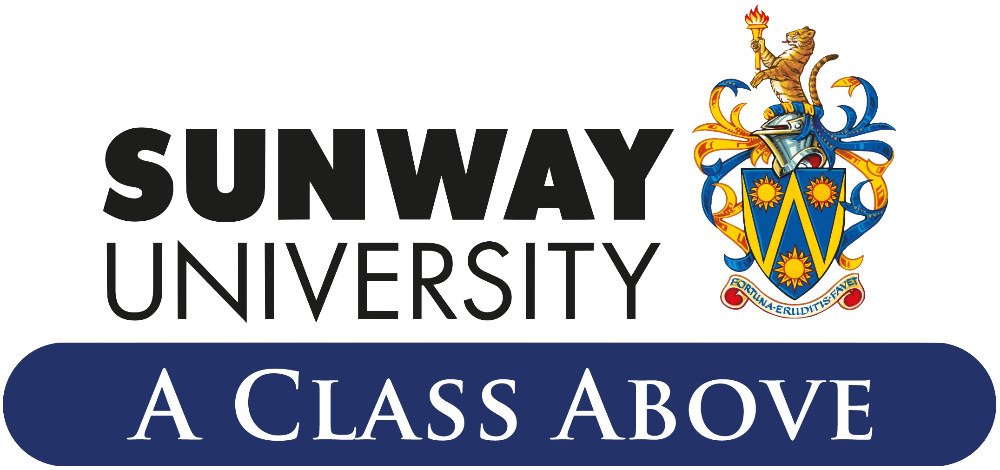 SUNWAY
UNIVERSITY
FORTUNA·ERUDITIS·FAVET
A CLASS ABOVE